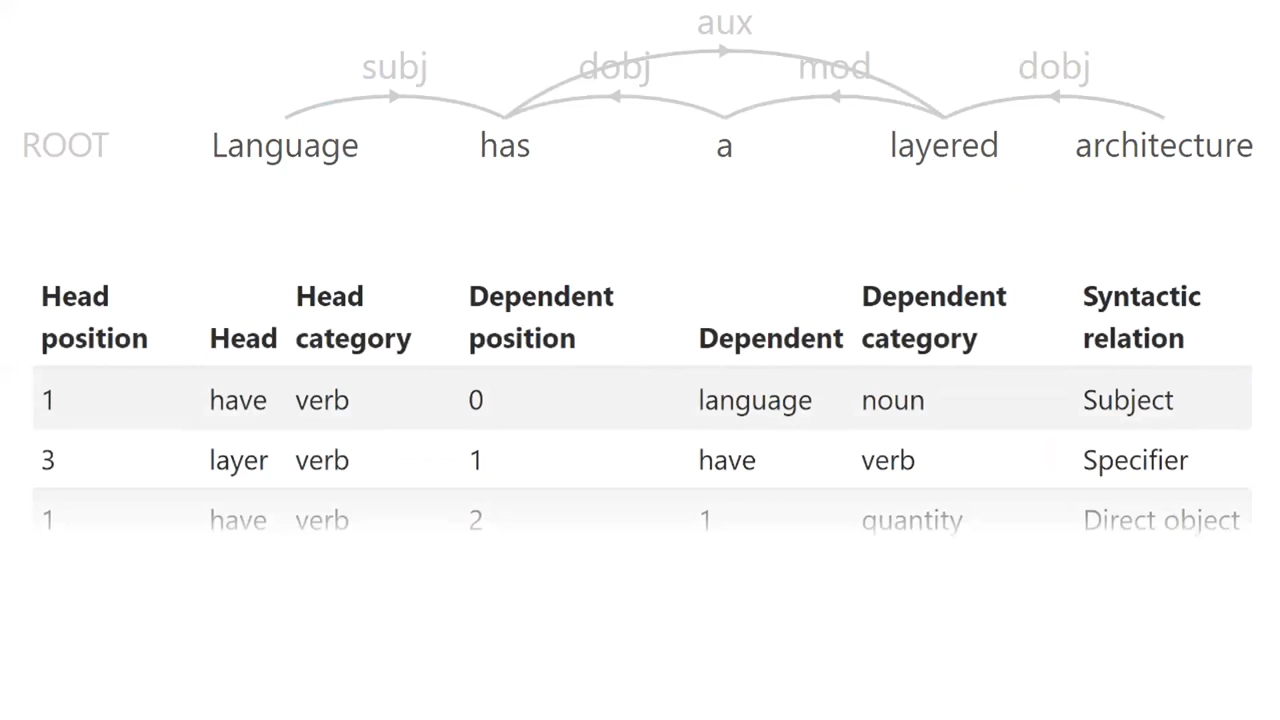 aux
subj dobj mod dobj
ROOT Language has a layered architecture
Head Head Dependent Dependent Syntactic
position Head category position Dependent category relation
1 have verb 0 language noun Subject
3 layer verb 1 have verb Specifier
1 have verb 2 1 quantity Direct object